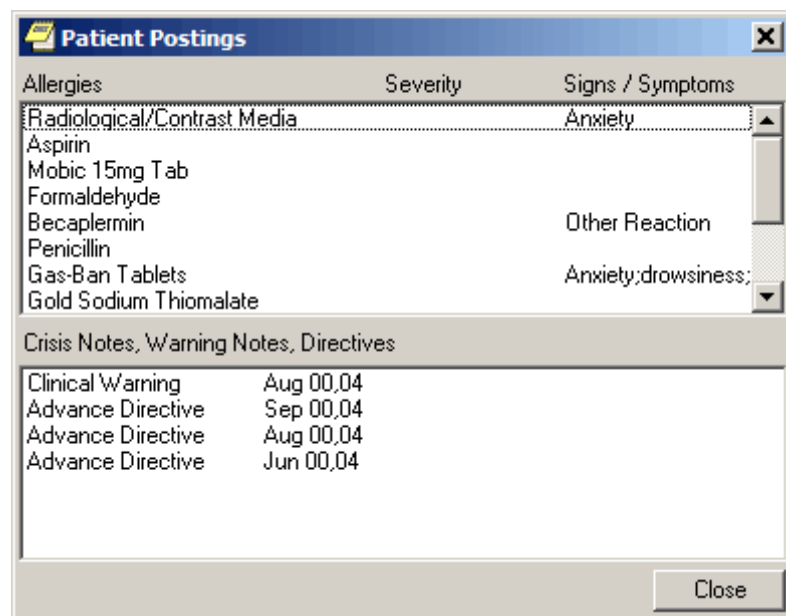 Patient Postings
Allergies Severity Signs / Symptoms
Radiological/Contrast Media Anxiety
Aspirin
Mobic 15mg Tab
Formaldehyde
Becaplermin Other Reaction
Penicillin
Gas-Ban Tablets Anxiety;drowsiness;
Gold Sodium Thiomalate
Crisis Notes, Warning Notes, Directives
Clinical Warning Aug 00,04
Advance Directive Sep 00,04
Advance Directive Aug 00,04
Advance Directive Jun 00,04
Close